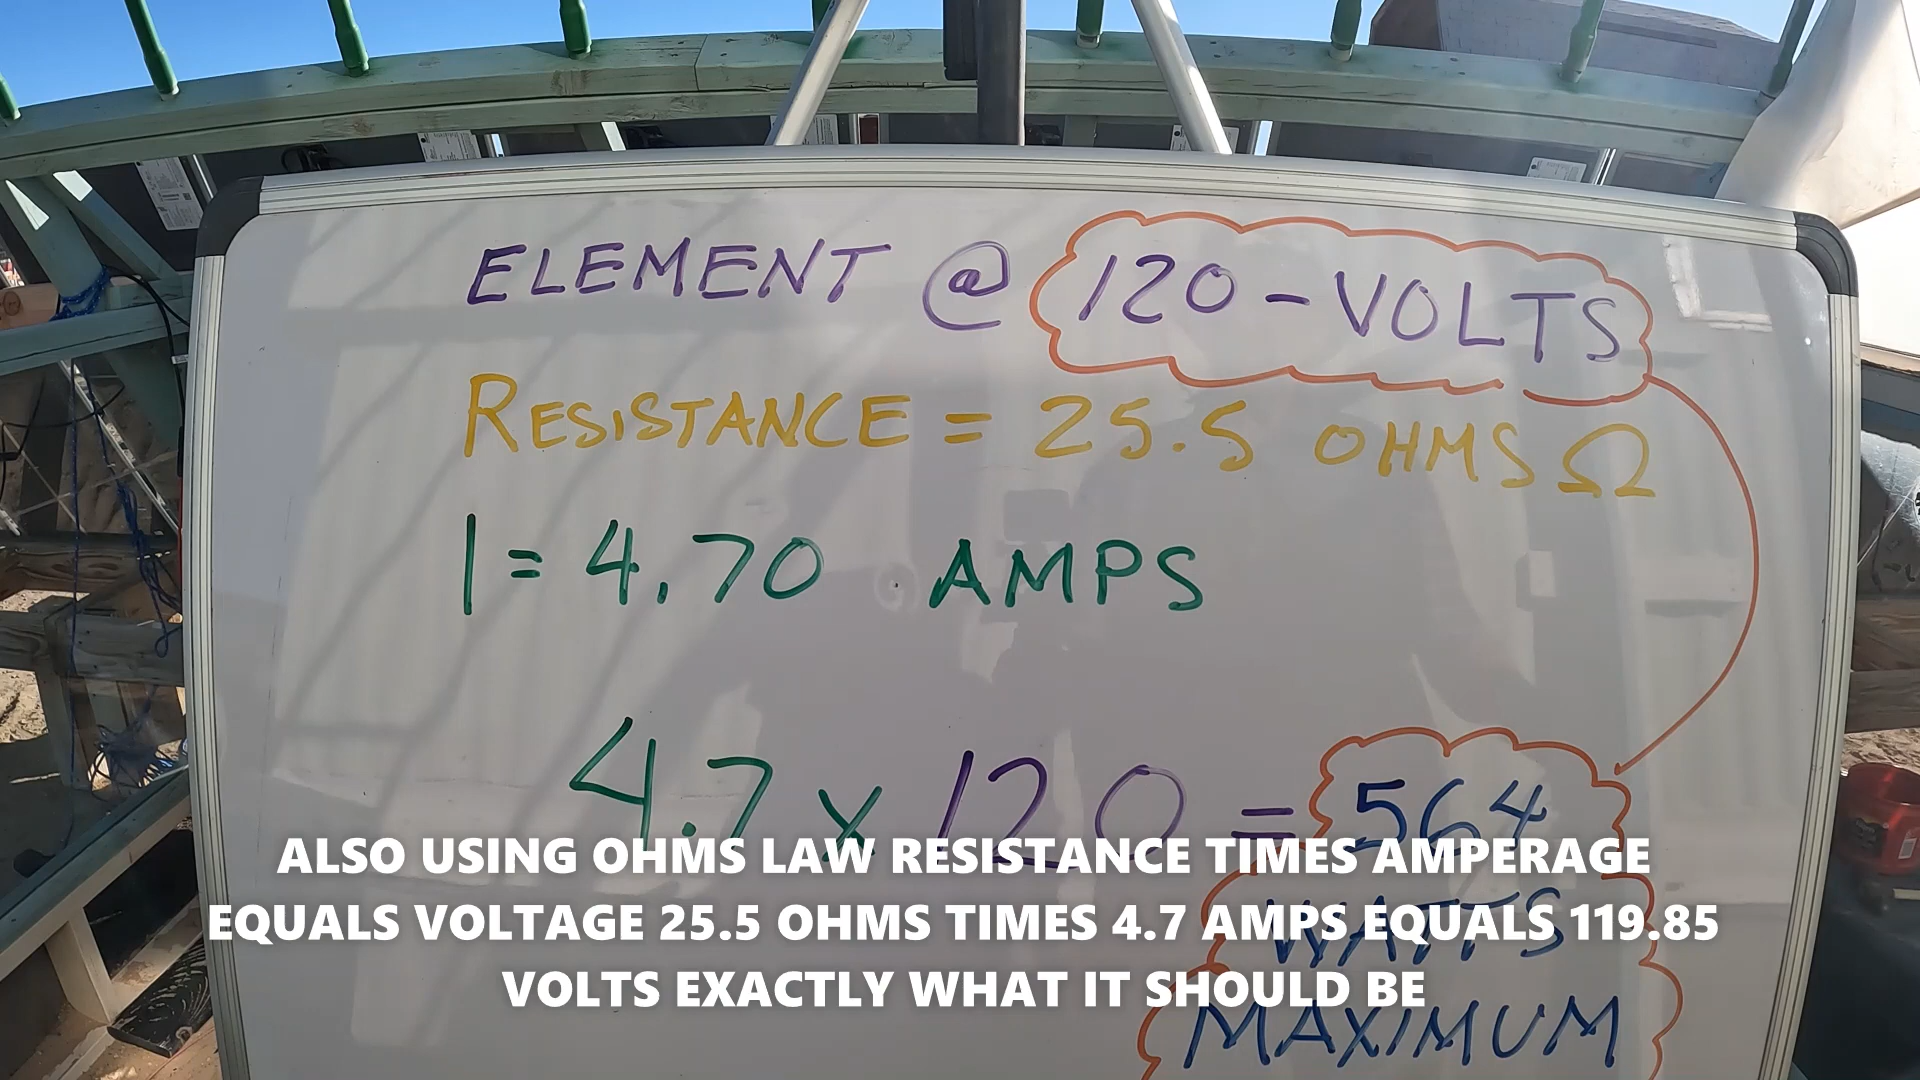 ELEMENT @ 120-VOLTS
RESISTANCE = 25.5 OHMS Ω
I = 4.70 AMPS
4.7 x 120 = 564
WATTS
MAXIMUM
ALSO USING OHMS LAW RESISTANCE TIMES AMPERAGE
EQUALS VOLTAGE 25.5 OHMS TIMES 4.7 AMPS EQUALS 119.85
VOLTS EXACTLY WHAT IT SHOULD BE